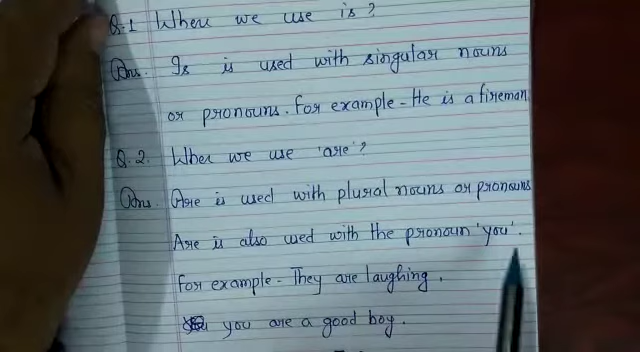 Q.1 When we use is?
Ans. Is is used with singular nouns
or pronouns. For example - He is a fireman
Q.2. When we use 'are'?
Ans. Are is used with plural nouns or pronouns
Are is also used with the pronoun 'you'.
For example - They are laughing.
you are a good boy.